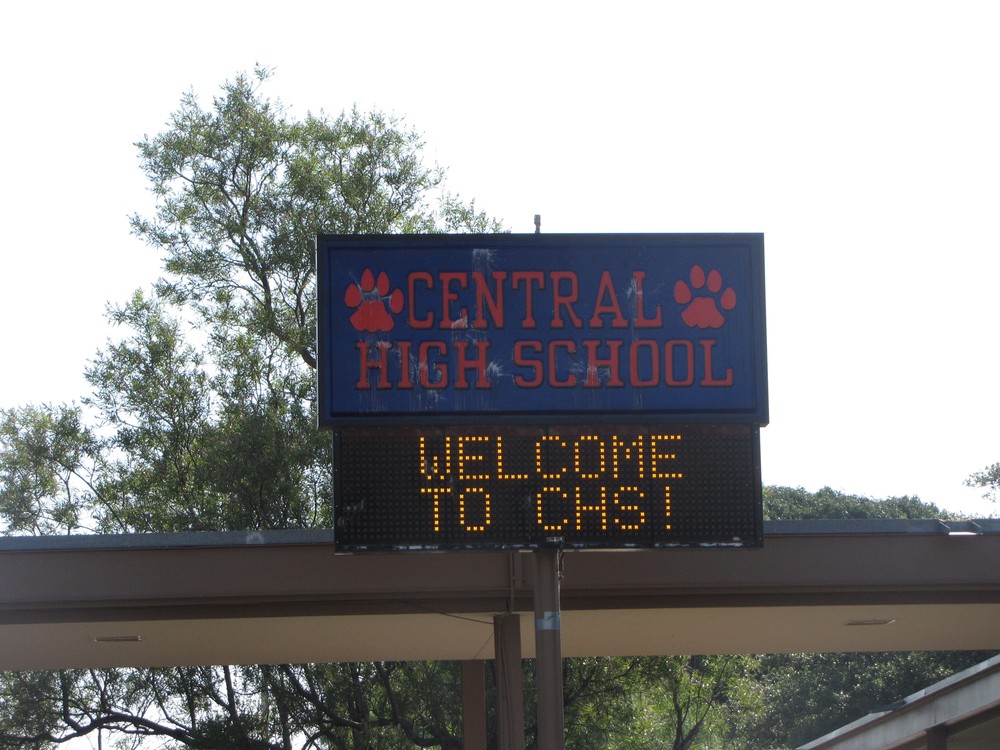 CENTRAL
HIGH SCHOOL
WELCOME
TO CHS!